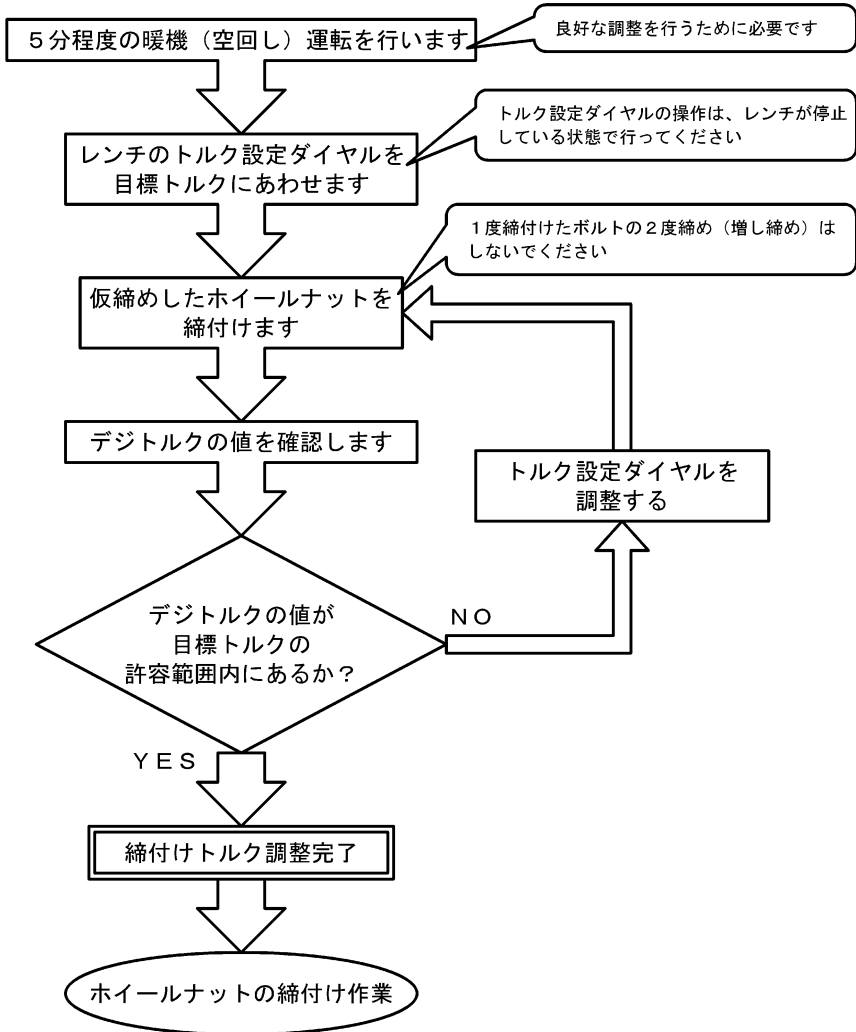 ５分程度の暖機（空回し）運転を行います
良好な調整を行うために必要です
レンチのトルク設定ダイヤルを
目標トルクにあわせます
トルク設定ダイヤルの操作は、レンチが停止
している状態で行ってください
仮締めしたホイールナットを
締付けます
１度締付けたボルトの２度締め（増し締め）は
しないでください
デジトルクの値を確認します
トルク設定ダイヤルを
調整する
デジトルクの値が
目標トルクの
許容範囲内にあるか？
ＮＯ
ＹＥＳ
締付けトルク調整完了
ホイールナットの締付け作業